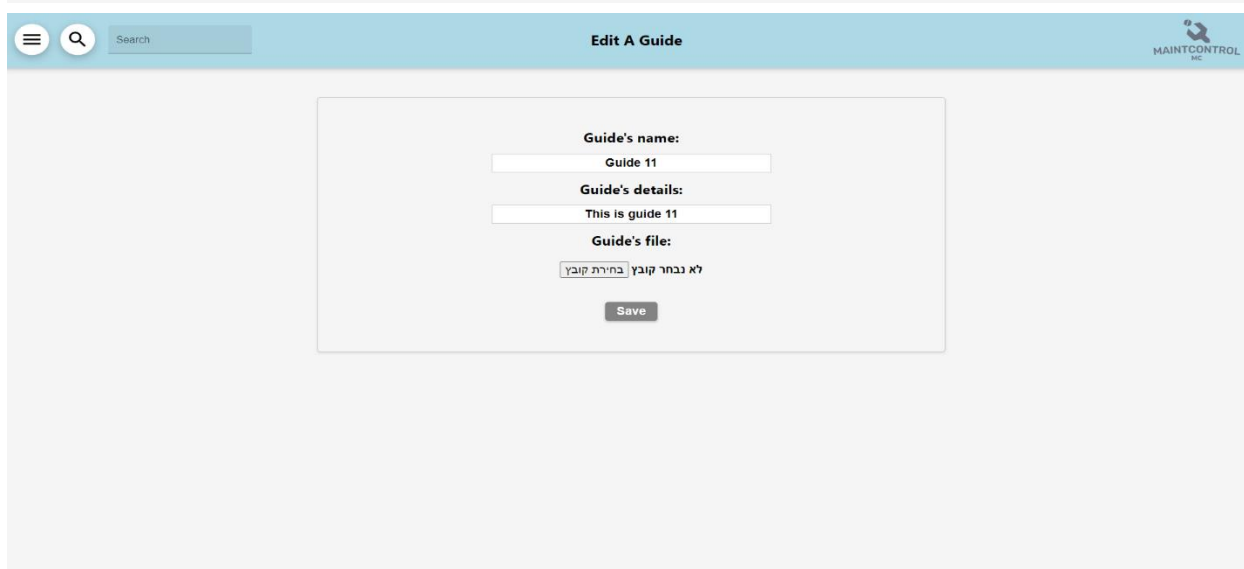 Search
Edit A Guide
MAINTCONTROL
MC
Guide's name:
Guide 11
Guide's details:
This is guide 11
Guide's file:
בחירת קובץ לא נבחר קובץ
Save